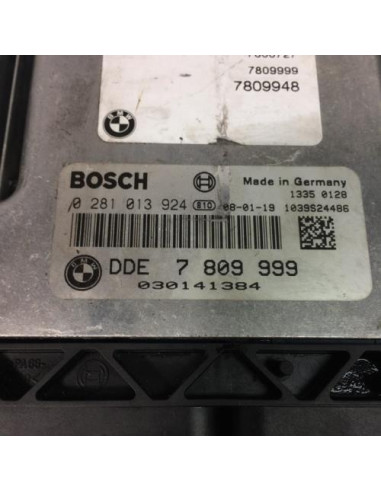 7809999
7809948
BOSCH Made in Germany
1335 0128
0 281 013 924 810 08-01-19 1039S24486
DDE 7 809 999
030141384